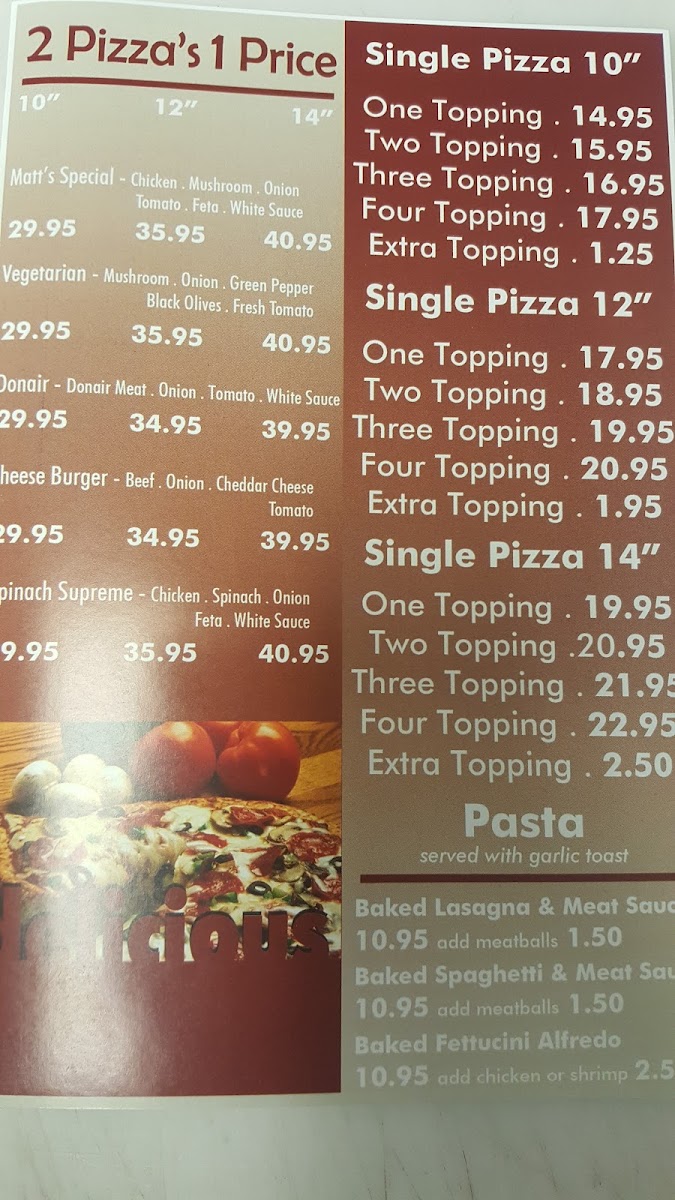 2 Pizza's 1 Price
10" 12" 14"
Matt's Special - Chicken . Mushroom . Onion
Tomato . Feta . White Sauce
29.95 35.95 40.95
Vegetarian - Mushroom . Onion . Green Pepper
Black Olives . Fresh Tomato
29.95 35.95 40.95
Donair - Donair Meat . Onion . Tomato . White Sauce
29.95 34.95 39.95
heese Burger - Beef . Onion . Cheddar Cheese
Tomato
29.95 34.95 39.95
pinach Supreme - Chicken . Spinach . Onion
Feta . White Sauce
9.95 35.95 40.95
delicious
Single Pizza 10"
One Topping . 14.95
Two Topping . 15.95
Three Topping . 16.95
Four Topping . 17.95
Extra Topping . 1.25
Single Pizza 12"
One Topping . 17.95
Two Topping . 18.95
Three Topping . 19.95
Four Topping . 20.95
Extra Topping . 1.95
Single Pizza 14"
One Topping . 19.95
Two Topping .20.95
Three Topping . 21.95
Four Topping . 22.95
Extra Topping . 2.50
Pasta
served with garlic toast
Baked Lasagna & Meat Sauc
10.95 add meatballs 1.50
Baked Spaghetti & Meat Sau
10.95 add meatballs 1.50
Baked Fettucini Alfredo
10.95 add chicken or shrimp 2.5